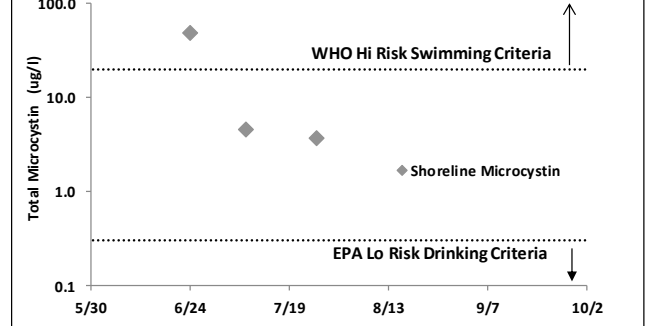 100.0
WHO Hi Risk Swimming Criteria
10.0
Total Microcystin (ug/l)
Shoreline Microcystin
1.0
EPA Lo Risk Drinking Criteria
0.1
5/30 6/24 7/19 8/13 9/7 10/2